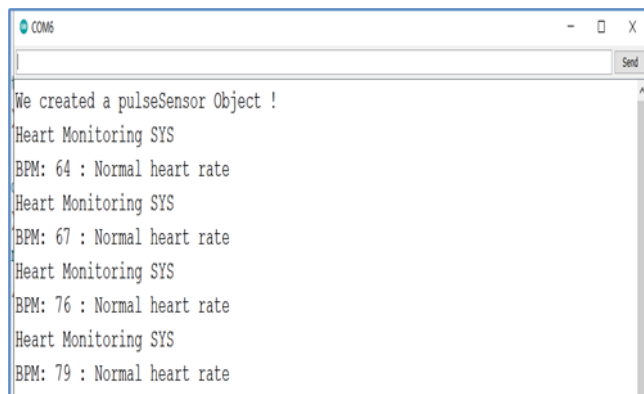 COM6
Send
We created a pulseSensor Object !
Heart Monitoring SYS
BPM: 64 : Normal heart rate
Heart Monitoring SYS
BPM: 67 : Normal heart rate
Heart Monitoring SYS
BPM: 76 : Normal heart rate
Heart Monitoring SYS
BPM: 79 : Normal heart rate